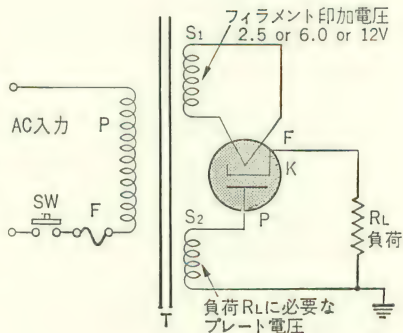 フィラメント印加電圧
2.5 or 6.0 or 12V
S1
AC入力
P
F
K
SW
F
P
S2
RL
負荷
負荷RLに必要な
プレート電圧
T